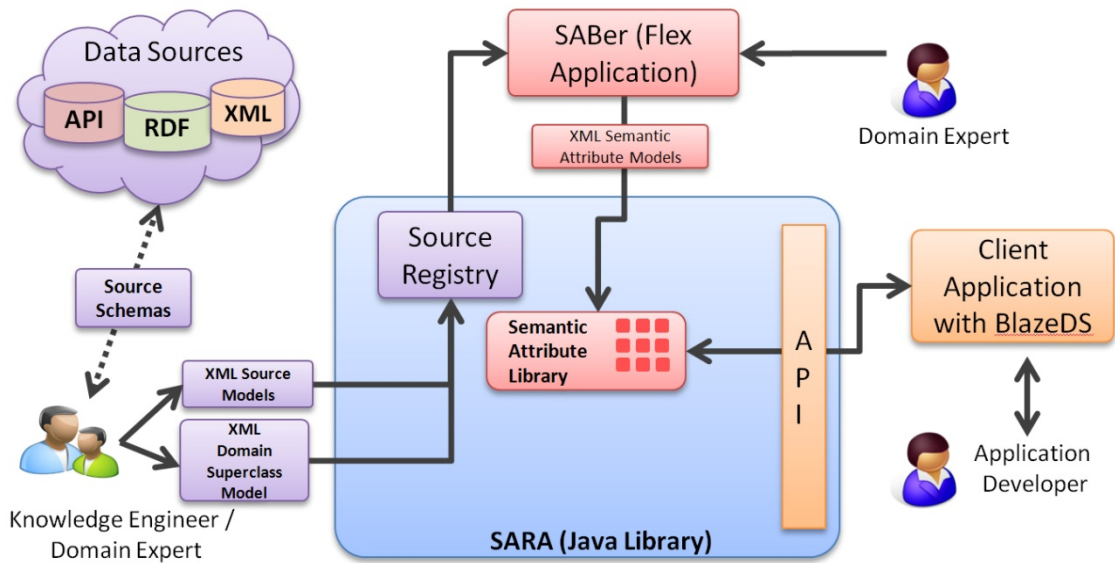 Data Sources
API
RDF
XML
SABer (Flex
Application)
Domain Expert
XML Semantic
Attribute Models
Source
Registry
Source
Schemas
Semantic
Attribute
Library
A
P
I
Client
Application
with BlazeDS
XML Source
Models
XML
Domain
Superclass
Model
Application
Developer
Knowledge Engineer /
Domain Expert
SARA (Java Library)